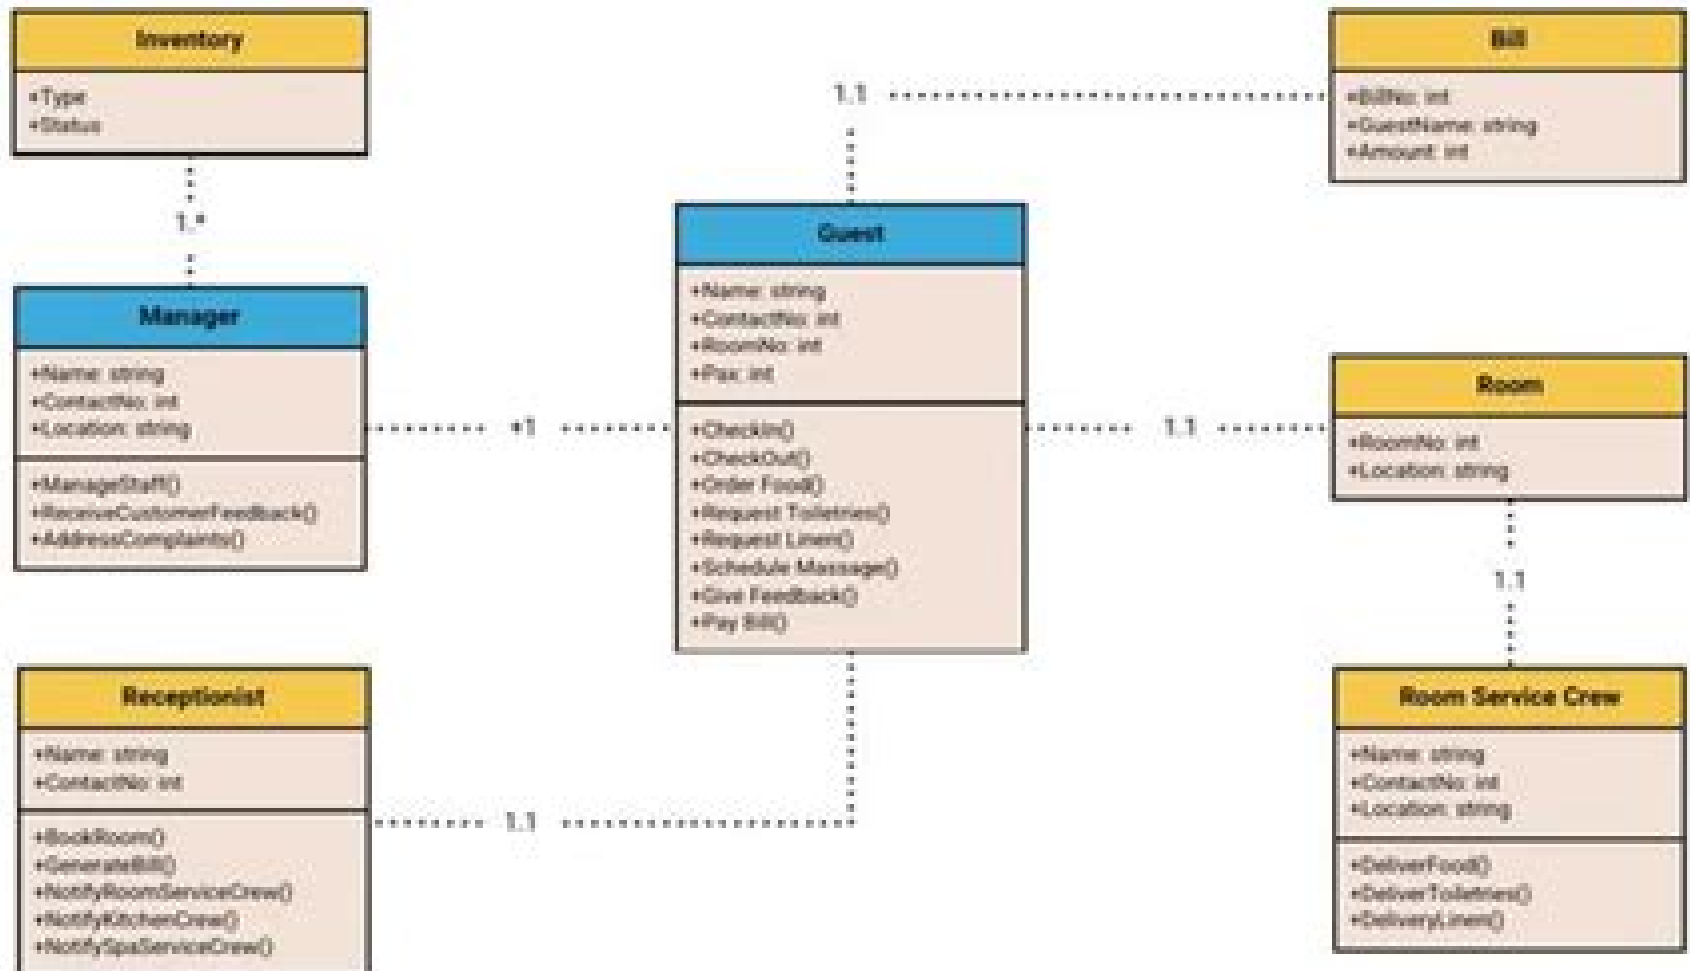 Inventory
+Type
+Status
1.*
Manager
+Name: string
+ContactNo: int
+Location: string
+ManageStaff()
+ReceiveCustomerFeedback()
+AddressComplaints()
Receptionist
+Name: string
+ContactNo: int
+BookRoom()
+GenerateBill()
+NotifyRoomServiceCrew()
+NotifyKitchenCrew()
+NotifySpaServiceCrew()
1.1
*1
1.1
Guest
+Name: string
+ContactNo: int
+RoomNo: int
+Pax: int
+CheckIn()
+CheckOut()
+Order Food()
+Request Toiletries()
+Request Linen()
+Schedule Massage()
+Give Feedback()
+Pay Bill()
1.1
Bill
+BillNo: int
+GuestName: string
+Amount: int
Room
+RoomNo: int
+Location: string
1.1
Room Service Crew
+Name: string
+ContactNo: int
+Location: string
+DeliverFood()
+DeliverToiletries()
+DeliveryLinen()